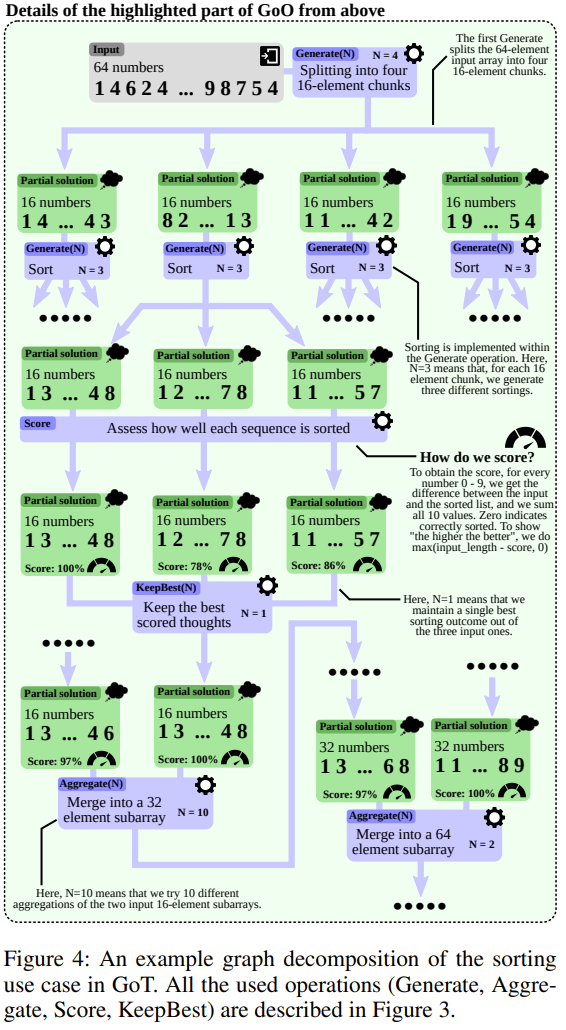 Details of the highlighted part of GoO from above
Input
64 numbers
1 4 6 2 4 ... 9 8 7 5 4
Generate(N) N = 4
Splitting into four
16-element chunks
The first Generate
splits the 64-element
input array into four
16-element chunks.
Partial solution
16 numbers
1 4 ... 4 3
Partial solution
16 numbers
8 2 ... 1 3
Partial solution
16 numbers
1 1 ... 4 2
Partial solution
16 numbers
1 9 ... 5 4
Generate(N)
Sort N = 3
Generate(N)
Sort N = 3
Generate(N)
Sort N = 3
Generate(N)
Sort N = 3
Sorting is implemented within
the Generate operation. Here,
N=3 means that, for each 16
element chunk, we generate
three different sortings.
Partial solution
16 numbers
1 3 ... 4 8
Partial solution
16 numbers
1 2 ... 7 8
Partial solution
16 numbers
1 1 ... 5 7
Score
Assess how well each sequence is sorted
How do we score?
To obtain the score, for every
number 0 - 9, we get the
difference between the input
and the sorted list, and we sum
all 10 values. Zero indicates
correctly sorted. To show
"the higher the better", we do
max(input_length - score, 0)
Partial solution
16 numbers
1 3 ... 4 8
Score: 100%
Partial solution
16 numbers
1 2 ... 7 8
Score: 78%
Partial solution
16 numbers
1 1 ... 5 7
Score: 86%
KeepBest(N)
Keep the best
scored thoughts
N = 1
Here, N=1 means that we
maintain a single best
sorting outcome out of
the three input ones.
Partial solution
16 numbers
1 3 ... 4 6
Score: 97%
Partial solution
16 numbers
1 3 ... 4 8
Score: 100%
Aggregate(N)
Merge into a 32
element subarray
N = 10
Partial solution
32 numbers
1 3 ... 6 8
Score: 97%
Partial solution
32 numbers
1 1 ... 8 9
Score: 100%
Aggregate(N)
Merge into a 64
element subarray
N = 2
Here, N=10 means that we try 10 different
aggregations of the two input 16-element subarrays.
Figure 4: An example graph decomposition of the sorting
use case in GoT. All the used operations (Generate, Aggre-
gate, Score, KeepBest) are described in Figure 3.